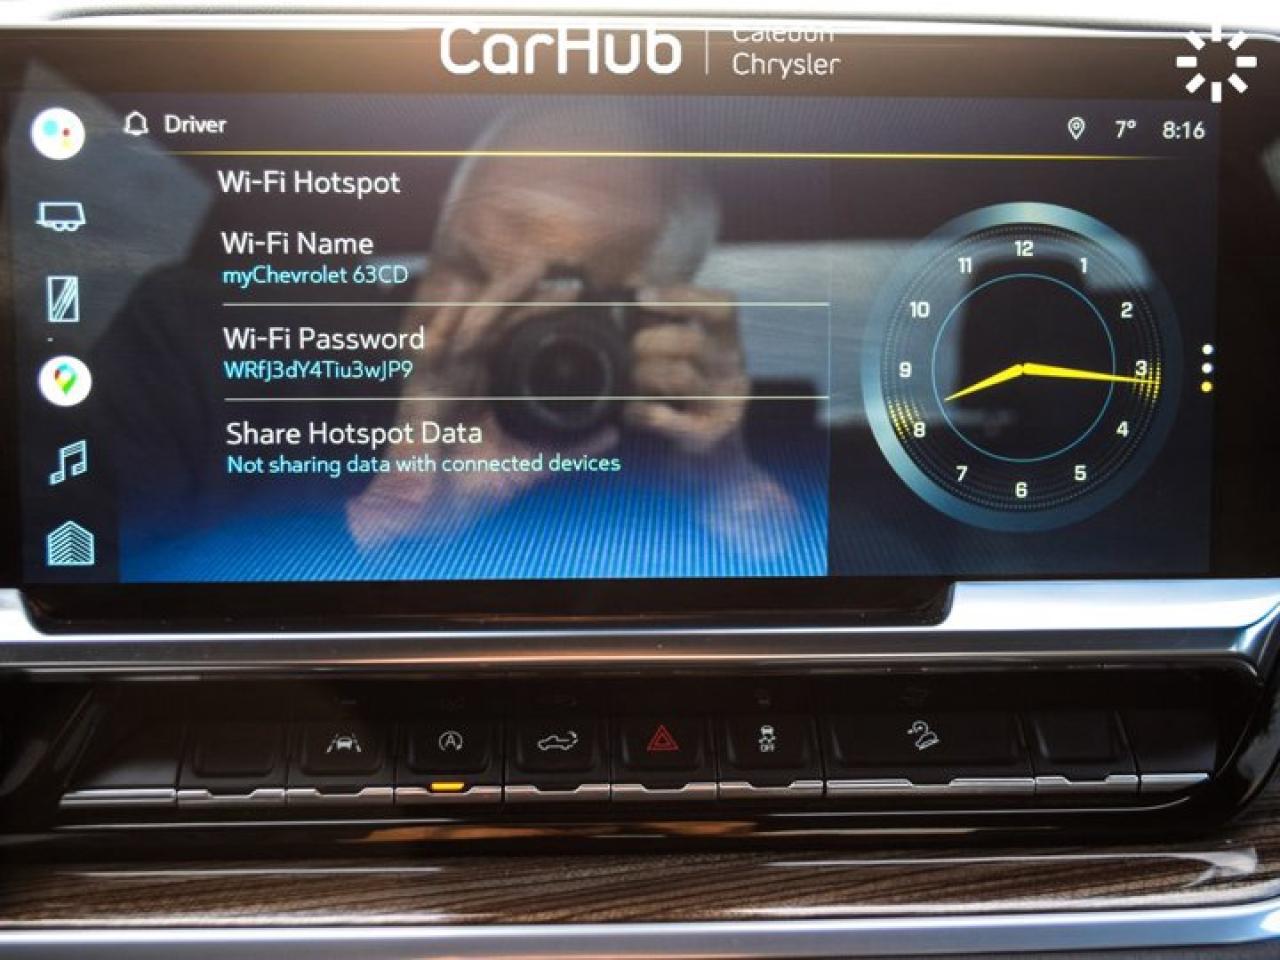 CarHub
Caledon
Chrysler
Driver
7° 8:16
Wi-Fi Hotspot
Wi-Fi Name
myChevrolet 63CD
Wi-Fi Password
WRfJ3dY4Tiu3wJP9
Share Hotspot Data
Not sharing data with connected devices
12
11 1
10 2
9 3
8 4
7 5
6
A
OFF